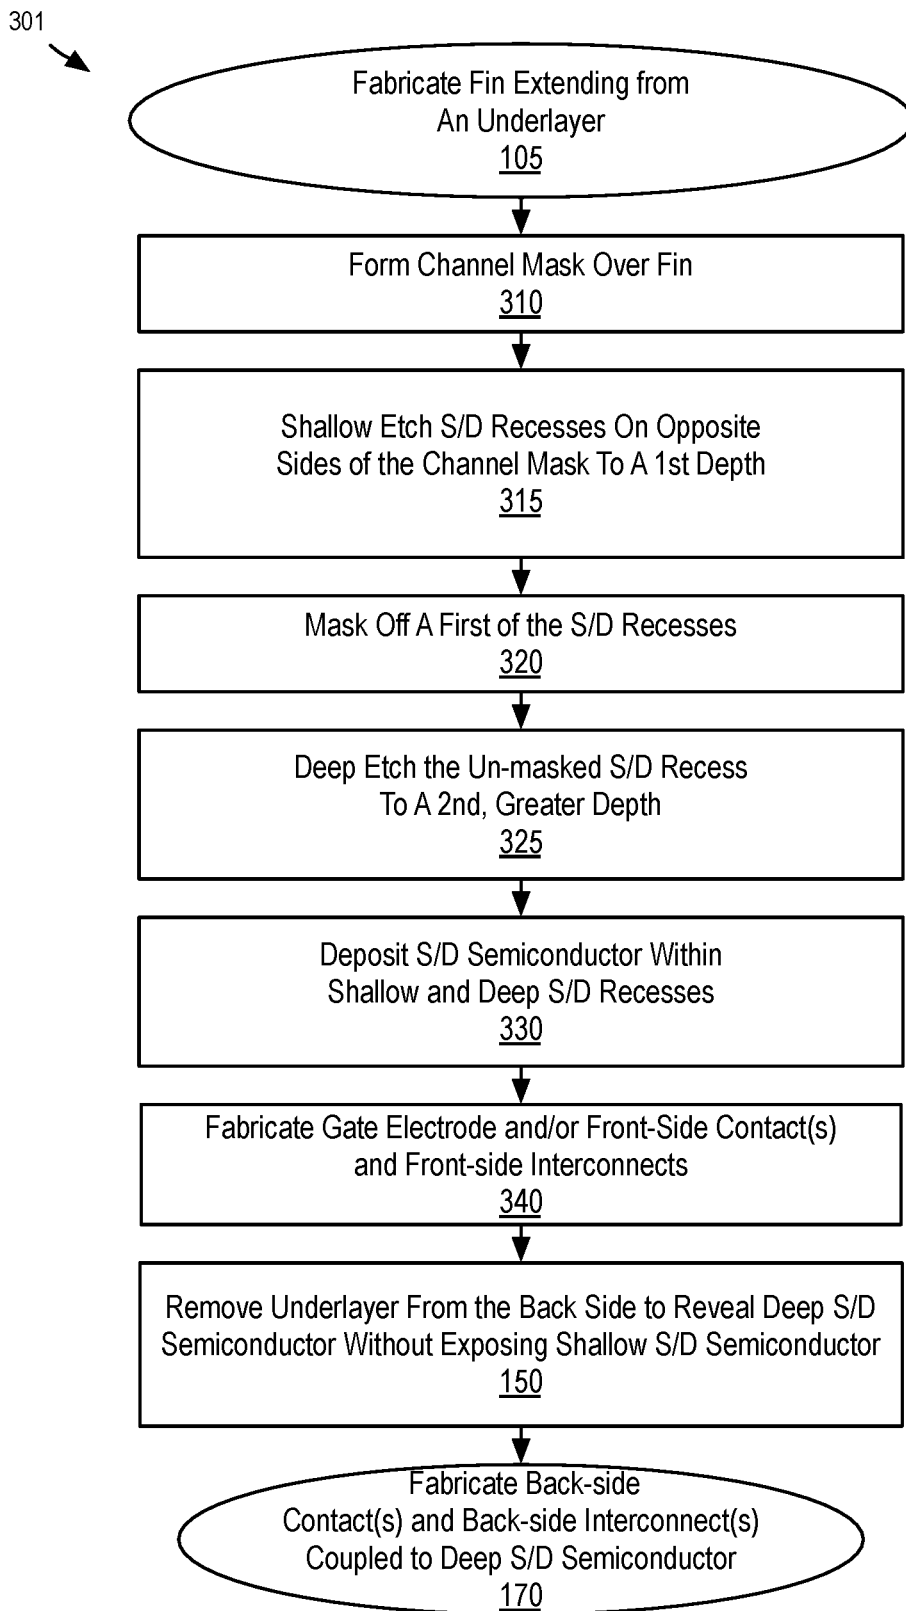 301
Fabricate Fin Extending from
An Underlayer
105
Form Channel Mask Over Fin
310
Shallow Etch S/D Recesses On Opposite
Sides of the Channel Mask To A 1st Depth
315
Mask Off A First of the S/D Recesses
320
Deep Etch the Un-masked S/D Recess
To A 2nd, Greater Depth
325
Deposit S/D Semiconductor Within
Shallow and Deep S/D Recesses
330
Fabricate Gate Electrode and/or Front-Side Contact(s)
and Front-side Interconnects
340
Remove Underlayer From the Back Side to Reveal Deep S/D
Semiconductor Without Exposing Shallow S/D Semiconductor
150
Fabricate Back-side
Contact(s) and Back-side Interconnect(s)
Coupled to Deep S/D Semiconductor
170